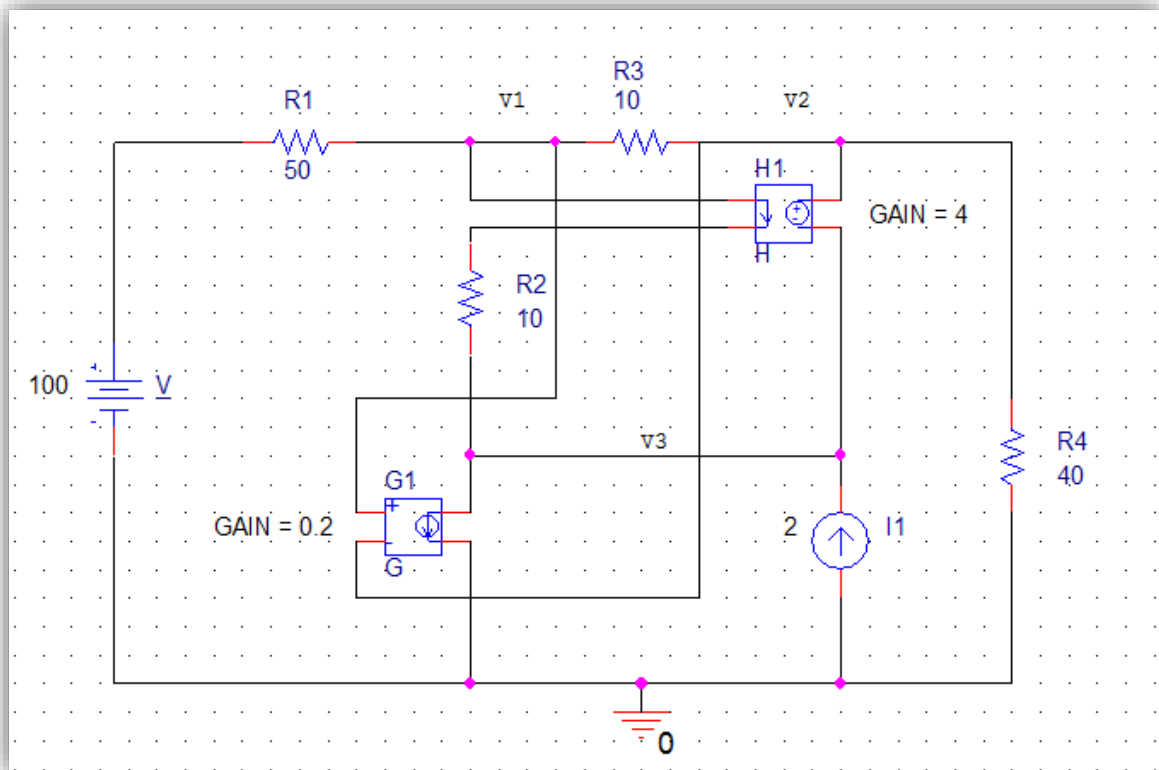 R3
R1
v1
10
v2
50
H1
GAIN = 4
+
-
H
R2
10
+
100
V
-
v3
R4
40
G1
+
GAIN = 0.2
2
I1
-
G
0